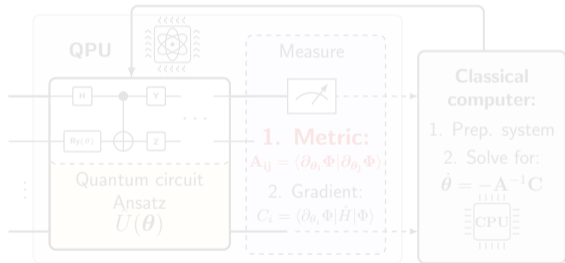 QPU
Measure
H
Y
. . .
Ry(θ)
Z
Quantum circuit
Ansatz
Û(θ)
1. Metric:
A_ij = ⟨∂_θi Φ|∂_θj Φ⟩
2. Gradient:
C_i = ⟨∂_θi Φ|Ĥ|Φ⟩
Classical
computer:
1. Prep. system
2. Solve for:
θ̇ = −A⁻¹C
CPU